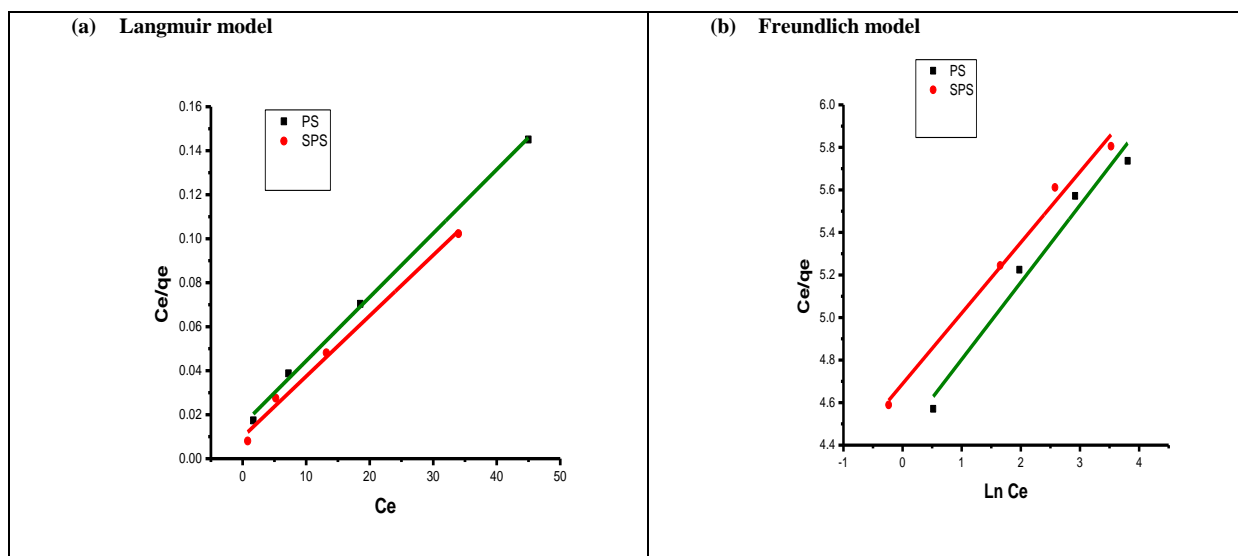 (a) Langmuir model
PS
SPS
0.16
0.14
0.12
0.10
0.08
0.06
0.04
0.02
0.00
Ce/qe
0 10 20 30 40 50
Ce
(b) Freundlich model
PS
SPS
6.0
5.8
5.6
5.4
5.2
5.0
4.8
4.6
4.4
Ce/qe
-1 0 1 2 3 4
Ln Ce